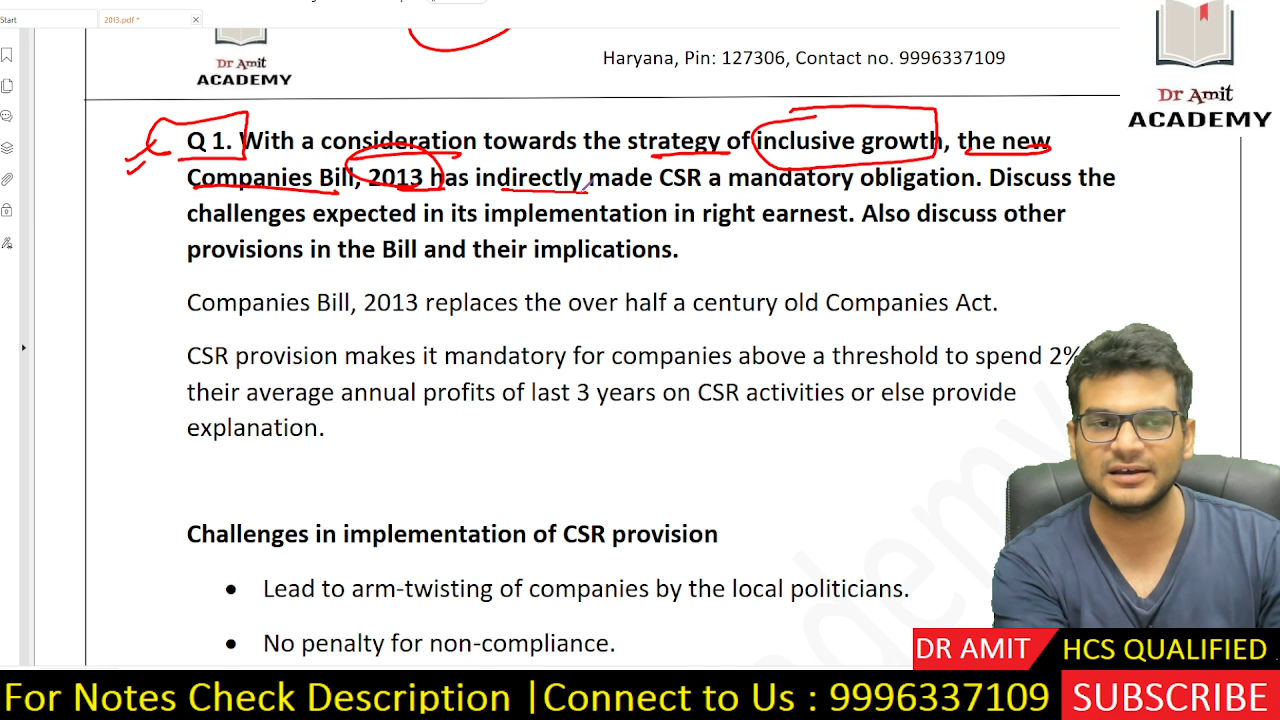 Start
2013.pdf *
Dr Amit
ACADEMY
Haryana, Pin: 127306, Contact no. 9996337109
Dr Amit
ACADEMY
Q 1. With a consideration towards the strategy of inclusive growth, the new
Companies Bill, 2013 has indirectly made CSR a mandatory obligation. Discuss the
challenges expected in its implementation in right earnest. Also discuss other
provisions in the Bill and their implications.
Companies Bill, 2013 replaces the over half a century old Companies Act.
CSR provision makes it mandatory for companies above a threshold to spend 2%
their average annual profits of last 3 years on CSR activities or else provide
explanation.
Challenges in implementation of CSR provision
• Lead to arm-twisting of companies by the local politicians.
• No penalty for non-compliance.
DR AMIT HCS QUALIFIED
For Notes Check Description |Connect to Us : 9996337109 SUBSCRIBE